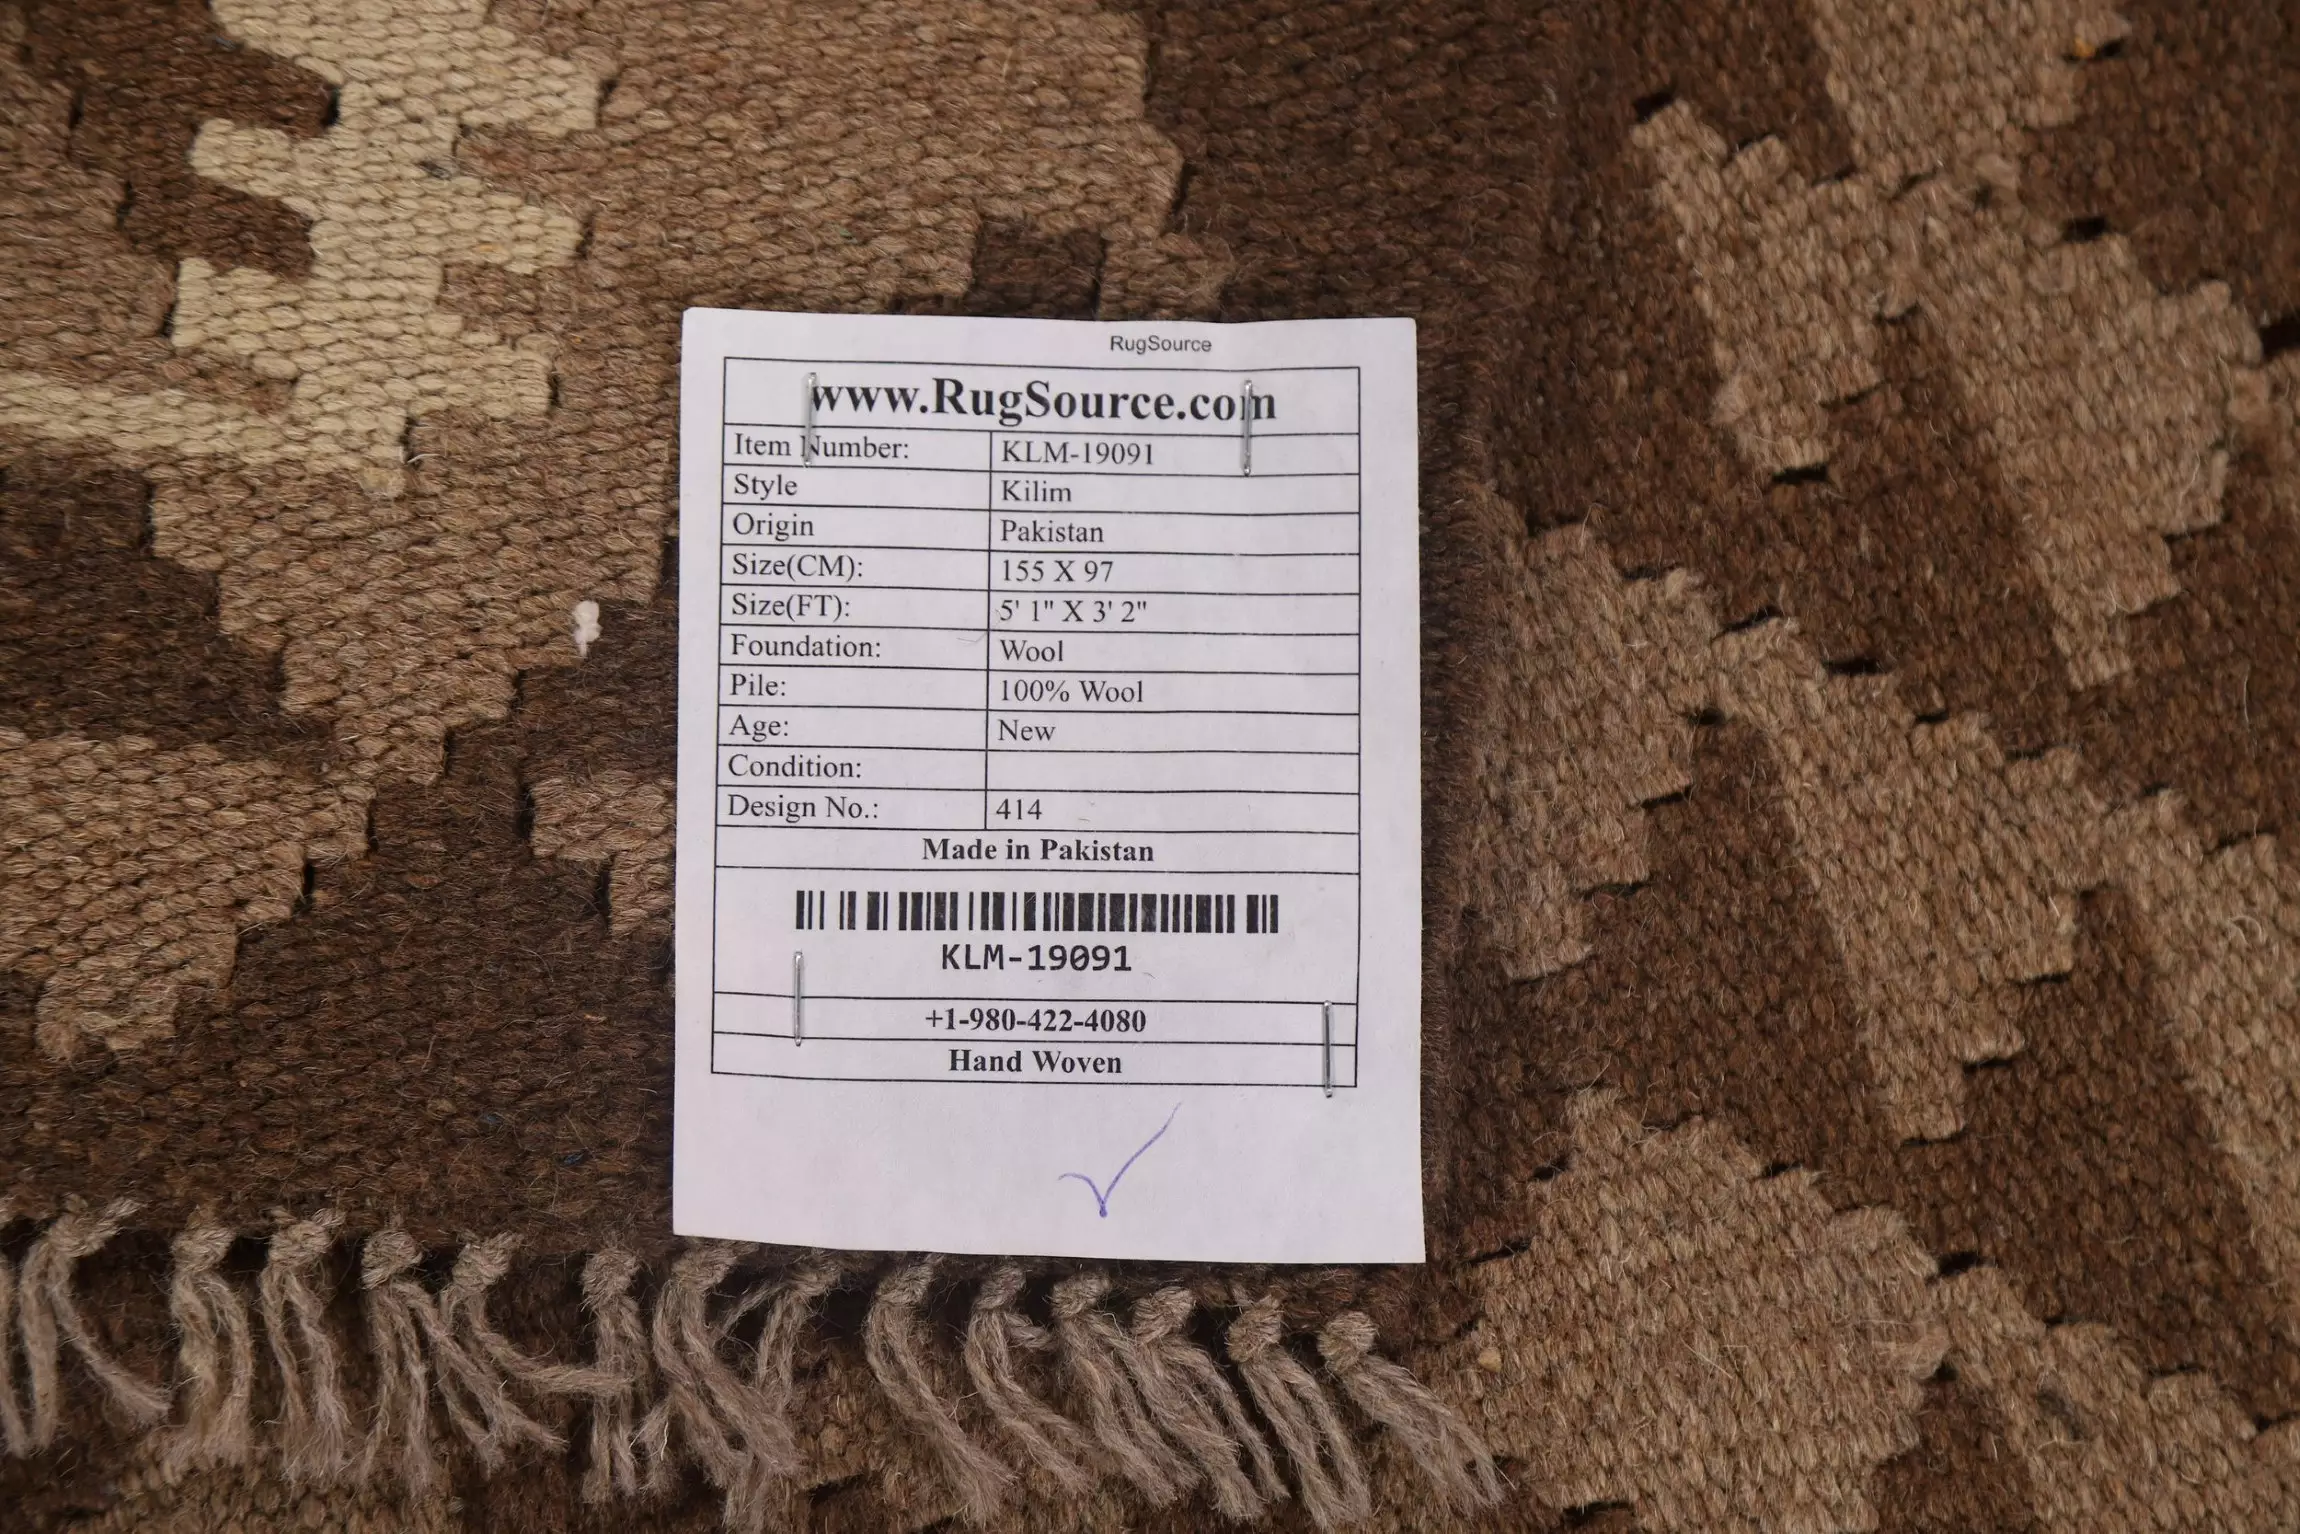 RugSource
www.RugSource.com
Item Number: KLM-19091
Style Kilim
Origin Pakistan
Size(CM): 155 X 97
Size(FT): 5' 1" X 3' 2"
Foundation: Wool
Pile: 100% Wool
Age: New
Condition:
Design No.: 414
Made in Pakistan
KLM-19091
+1-980-422-4080
Hand Woven